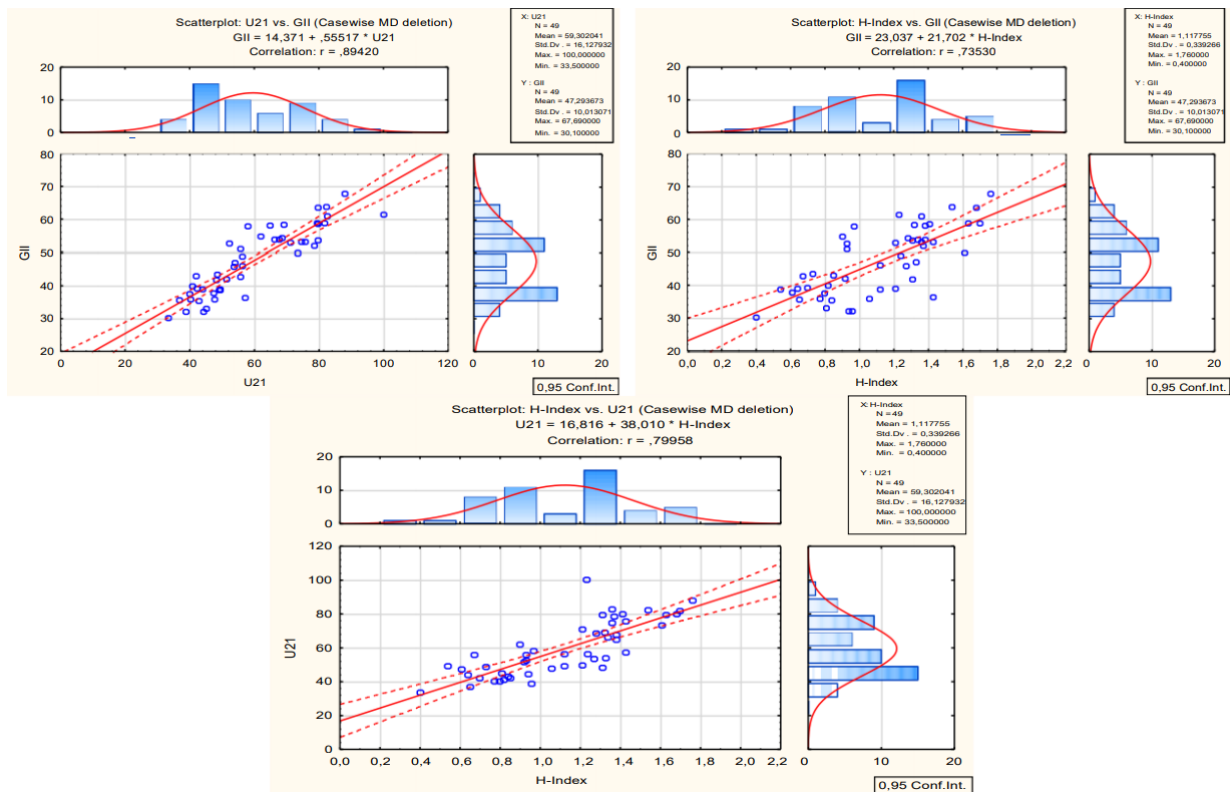 Scatterplot: U21 vs. GII (Casewise MD deletion)
GII = 14,371 + ,55517 * U21
Correlation: r = ,89420
X: U21
N = 49
Mean = 59,302041
Std.Dv. = 16,127932
Max. = 100,000000
Min. = 33,500000
Y : GII
N = 49
Mean = 47,293673
Std.Dv. = 10,013071
Max. = 67,690000
Min. = 30,100000
20
10
0
80
70
60
50
40
30
20
GII
0 20 40 60 80 100 120
U21
0 10 20
0,95 Conf.Int.
Scatterplot: H-Index vs. GII (Casewise MD deletion)
GII = 23,037 + 21,702 * H-Index
Correlation: r = ,73530
X: H-Index
N = 49
Mean = 1,117755
Std.Dv. = 0,339266
Max. = 1,760000
Min. = 0,400000
Y : GII
N = 49
Mean = 47,293673
Std.Dv. = 10,013071
Max. = 67,690000
Min. = 30,100000
20
10
0
80
70
60
50
40
30
20
GII
0,0 0,2 0,4 0,6 0,8 1,0 1,2 1,4 1,6 1,8 2,0 2,2
H-Index
0 10 20
0,95 Conf.Int.
Scatterplot: H-Index vs. U21 (Casewise MD deletion)
U21 = 16,816 + 38,010 * H-Index
Correlation: r = ,79958
X: H-Index
N = 49
Mean = 1,117755
Std.Dv. = 0,339266
Max. = 1,760000
Min. = 0,400000
Y : U21
N = 49
Mean = 59,302041
Std.Dv. = 16,127932
Max. = 100,000000
Min. = 33,500000
20
10
0
120
100
80
60
40
20
0
U21
0,0 0,2 0,4 0,6 0,8 1,0 1,2 1,4 1,6 1,8 2,0 2,2
H-Index
0 10 20
0,95 Conf.Int.